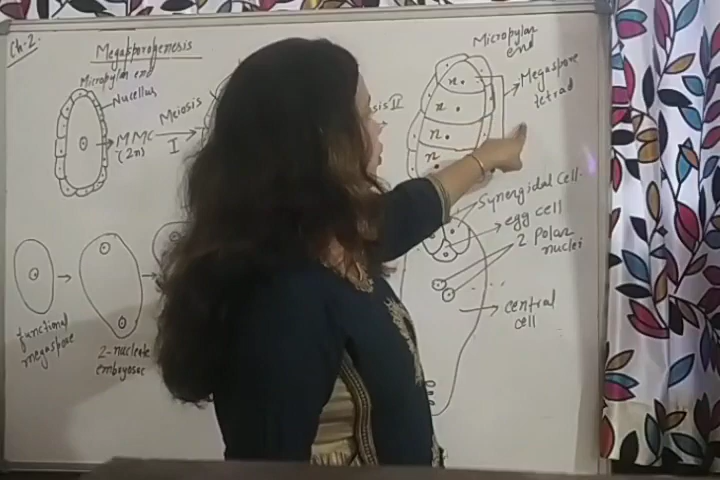 Ch-2.
Megasporogenesis
Micropylar end
Nucellus
MMC
(2n)
Meiosis
I
II
Micropylar
end
n
n
n
n
Megaspore
tetrad
functional
megaspore
2-nucleate
embryosac
Synergidal cell.
egg cell
2 Polar
nuclei
central
cell